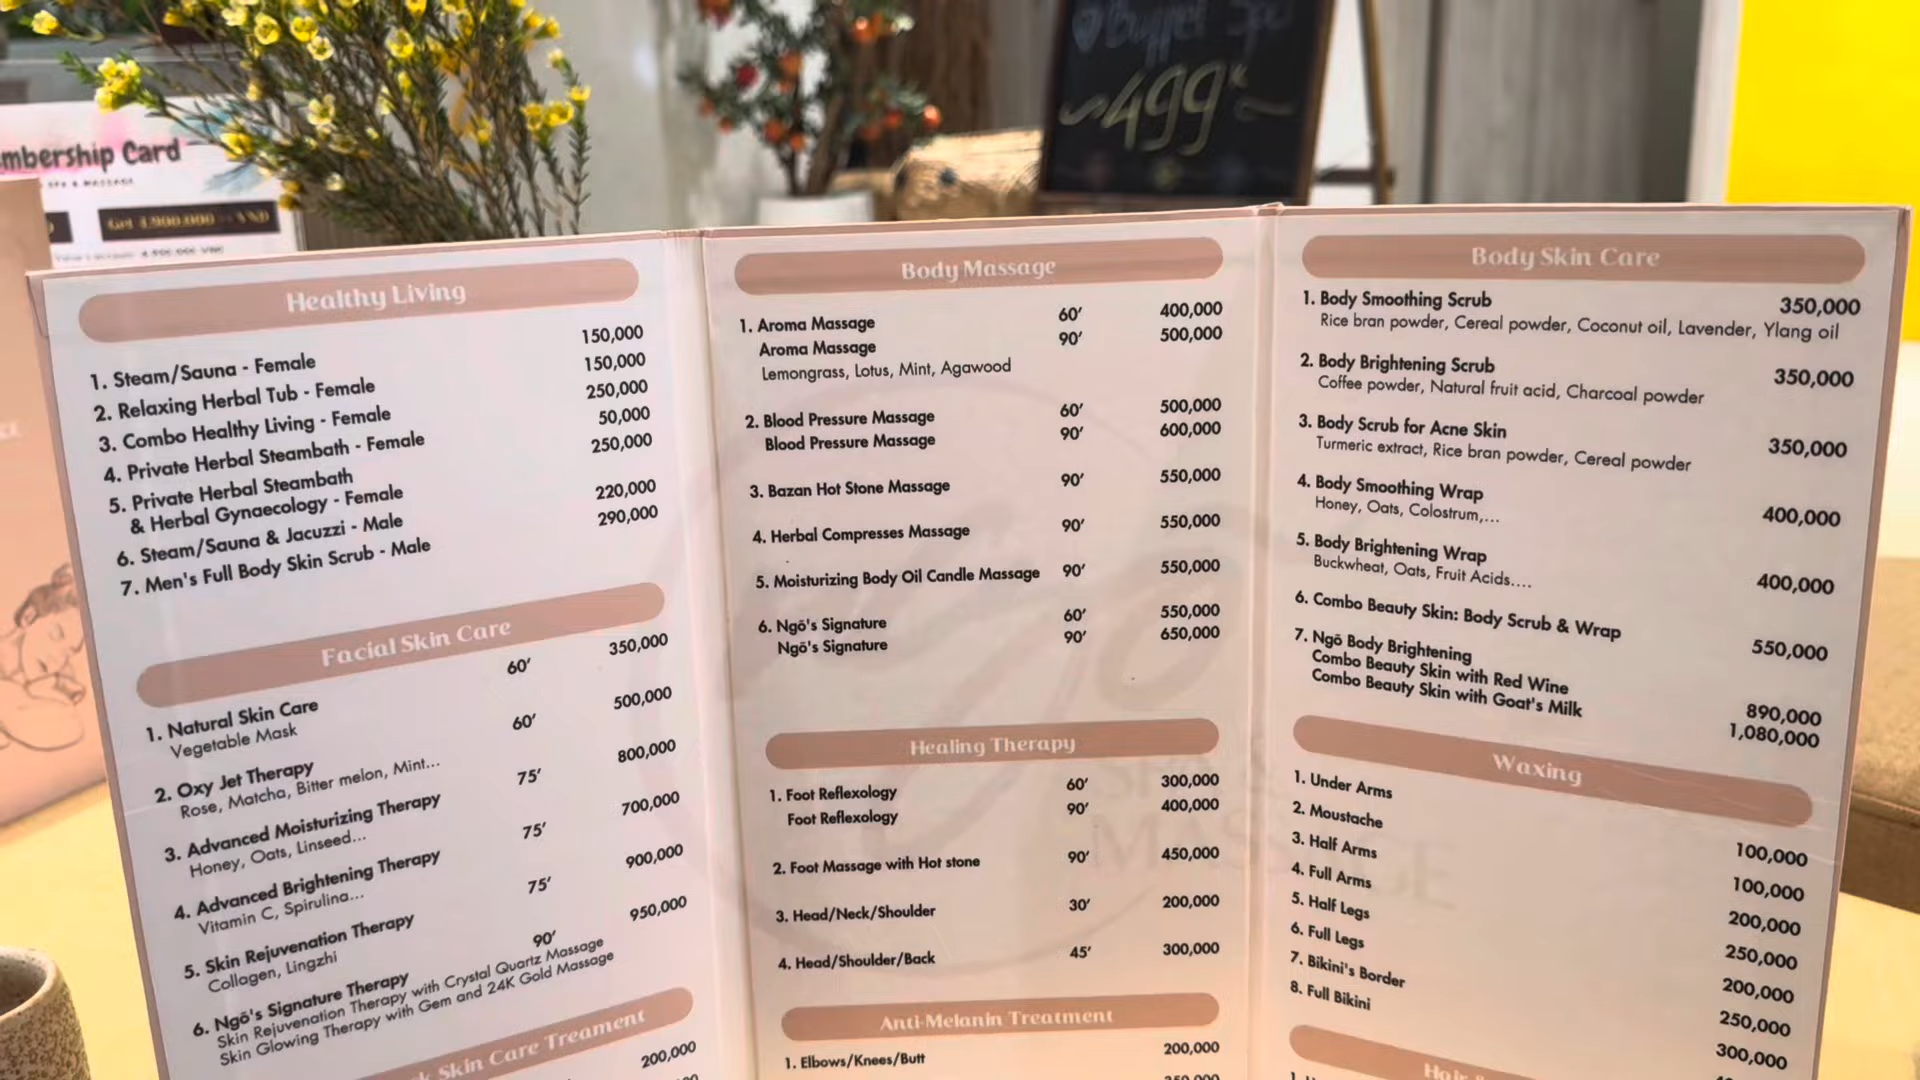 Buffet Spa
499K
mbership Card
SPA & MASSAGE
Get 1.900.000 VND
Healthy Living
1. Steam/Sauna - Female 150,000
2. Relaxing Herbal Tub - Female 150,000
3. Combo Healthy Living - Female 250,000
4. Private Herbal Steambath - Female 50,000
5. Private Herbal Steambath 250,000
& Herbal Gynaecology - Female
6. Steam/Sauna & Jacuzzi - Male 220,000
7. Men's Full Body Skin Scrub - Male 290,000
Facial Skin Care
1. Natural Skin Care 60' 350,000
Vegetable Mask
2. Oxy Jet Therapy 60' 500,000
Rose, Matcha, Bitter melon, Mint...
3. Advanced Moisturizing Therapy 75' 800,000
Honey, Oats, Linseed...
4. Advanced Brightening Therapy 75' 700,000
Vitamin C, Spirulina...
5. Skin Rejuvenation Therapy 75' 900,000
Collagen, Lingzhi
6. Ngõ's Signature Therapy 90' 950,000
Skin Rejuvenation Therapy with Crystal Quartz Massage
Skin Glowing Therapy with Gem and 24K Gold Massage
Skin Care Treament
200,000
Body Massage
1. Aroma Massage 60' 400,000
Aroma Massage 90' 500,000
Lemongrass, Lotus, Mint, Agawood
2. Blood Pressure Massage 60' 500,000
Blood Pressure Massage 90' 600,000
3. Bazan Hot Stone Massage 90' 550,000
4. Herbal Compresses Massage 90' 550,000
5. Moisturizing Body Oil Candle Massage 90' 550,000
6. Ngõ's Signature 60' 550,000
Ngõ's Signature 90' 650,000
Healing Therapy
1. Foot Reflexology 60' 300,000
Foot Reflexology 90' 400,000
2. Foot Massage with Hot stone 90' 450,000
3. Head/Neck/Shoulder 30' 200,000
4. Head/Shoulder/Back 45' 300,000
Anti-Melanin Treatment
1. Elbows/Knees/Butt 200,000
Body Skin Care
1. Body Smoothing Scrub 350,000
Rice bran powder, Cereal powder, Coconut oil, Lavender, Ylang oil
2. Body Brightening Scrub 350,000
Coffee powder, Natural fruit acid, Charcoal powder
3. Body Scrub for Acne Skin 350,000
Turmeric extract, Rice bran powder, Cereal powder
4. Body Smoothing Wrap 400,000
Honey, Oats, Colostrum,...
5. Body Brightening Wrap 400,000
Buckwheat, Oats, Fruit Acids....
6. Combo Beauty Skin: Body Scrub & Wrap 550,000
7. Ngõ Body Brightening
Combo Beauty Skin with Red Wine 890,000
Combo Beauty Skin with Goat's Milk 1,080,000
Waxing
1. Under Arms 100,000
2. Moustache 100,000
3. Half Arms 200,000
4. Full Arms 250,000
5. Half Legs 200,000
6. Full Legs 250,000
7. Bikini's Border 300,000
8. Full Bikini
SPA &
MASSAGE